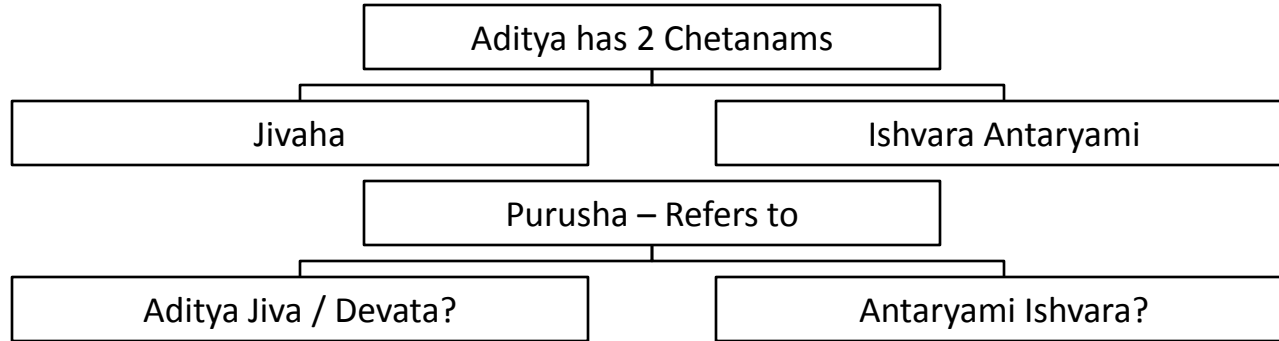 Aditya has 2 Chetanams
Jivaha
Ishvara Antaryami
Purusha – Refers to
Aditya Jiva / Devata?
Antaryami Ishvara?